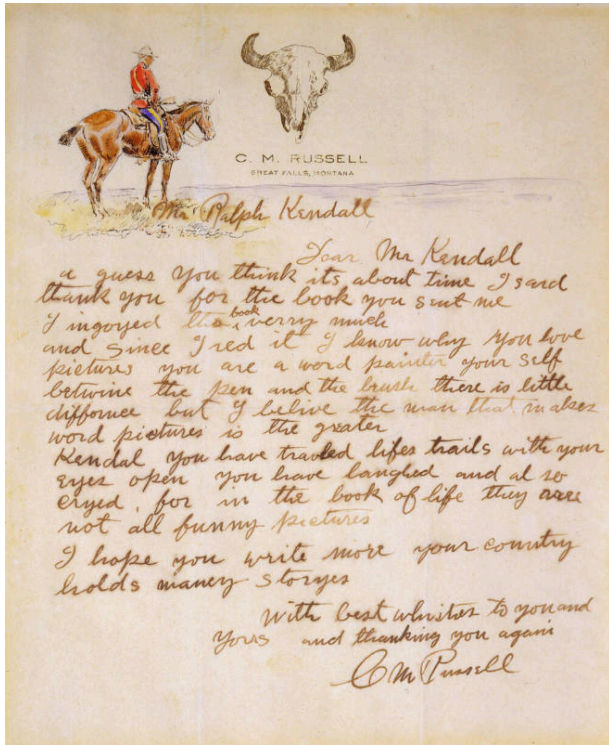 C. M. RUSSELL
GREAT FALLS, MONTANA
Mr Ralph Kendall
Dear Mr Kendall
a guess you think its about time I sard
thank you for the book you sent me
I ingoyed the book verry much
and since I red it I know why you love
pictures you are a word painter your self
betwine the pen and the brush there is little
differnce but I belive the man that makes
word pictures is the greater
Kendal you have travled lifes trails with your
eyes open you have laughed and al so
cryed, for in the book of life they are
not all funny pictures
I hope you write more your country
holds maney storyes
With best whishes to you and
yours and thanking you again
C M Russell